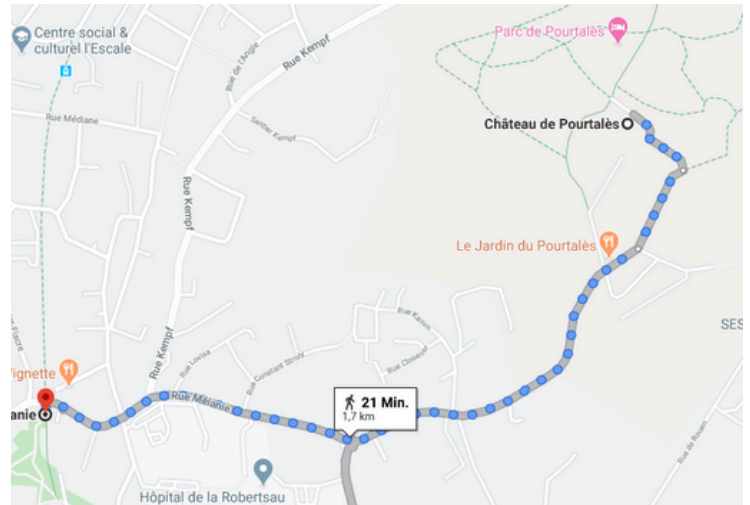 Centre social &
culturel l'Escale
Parc de Pourtalès
Rue de l'Angle
Rue Kempf
Rue Médiane
Sentier Kempf
Château de Pourtalès
Rue Kempf
Le Jardin du Pourtalès
Rue Kamm
SES
Rue Kempf
Rue Lovisa
Rue Constant Strohl
Rue Closener
-Fiacre
Vignette
21 Min.
1,7 km
Rue Mélanie
anie
Rue de Rouen
Hôpital de la Robertsau